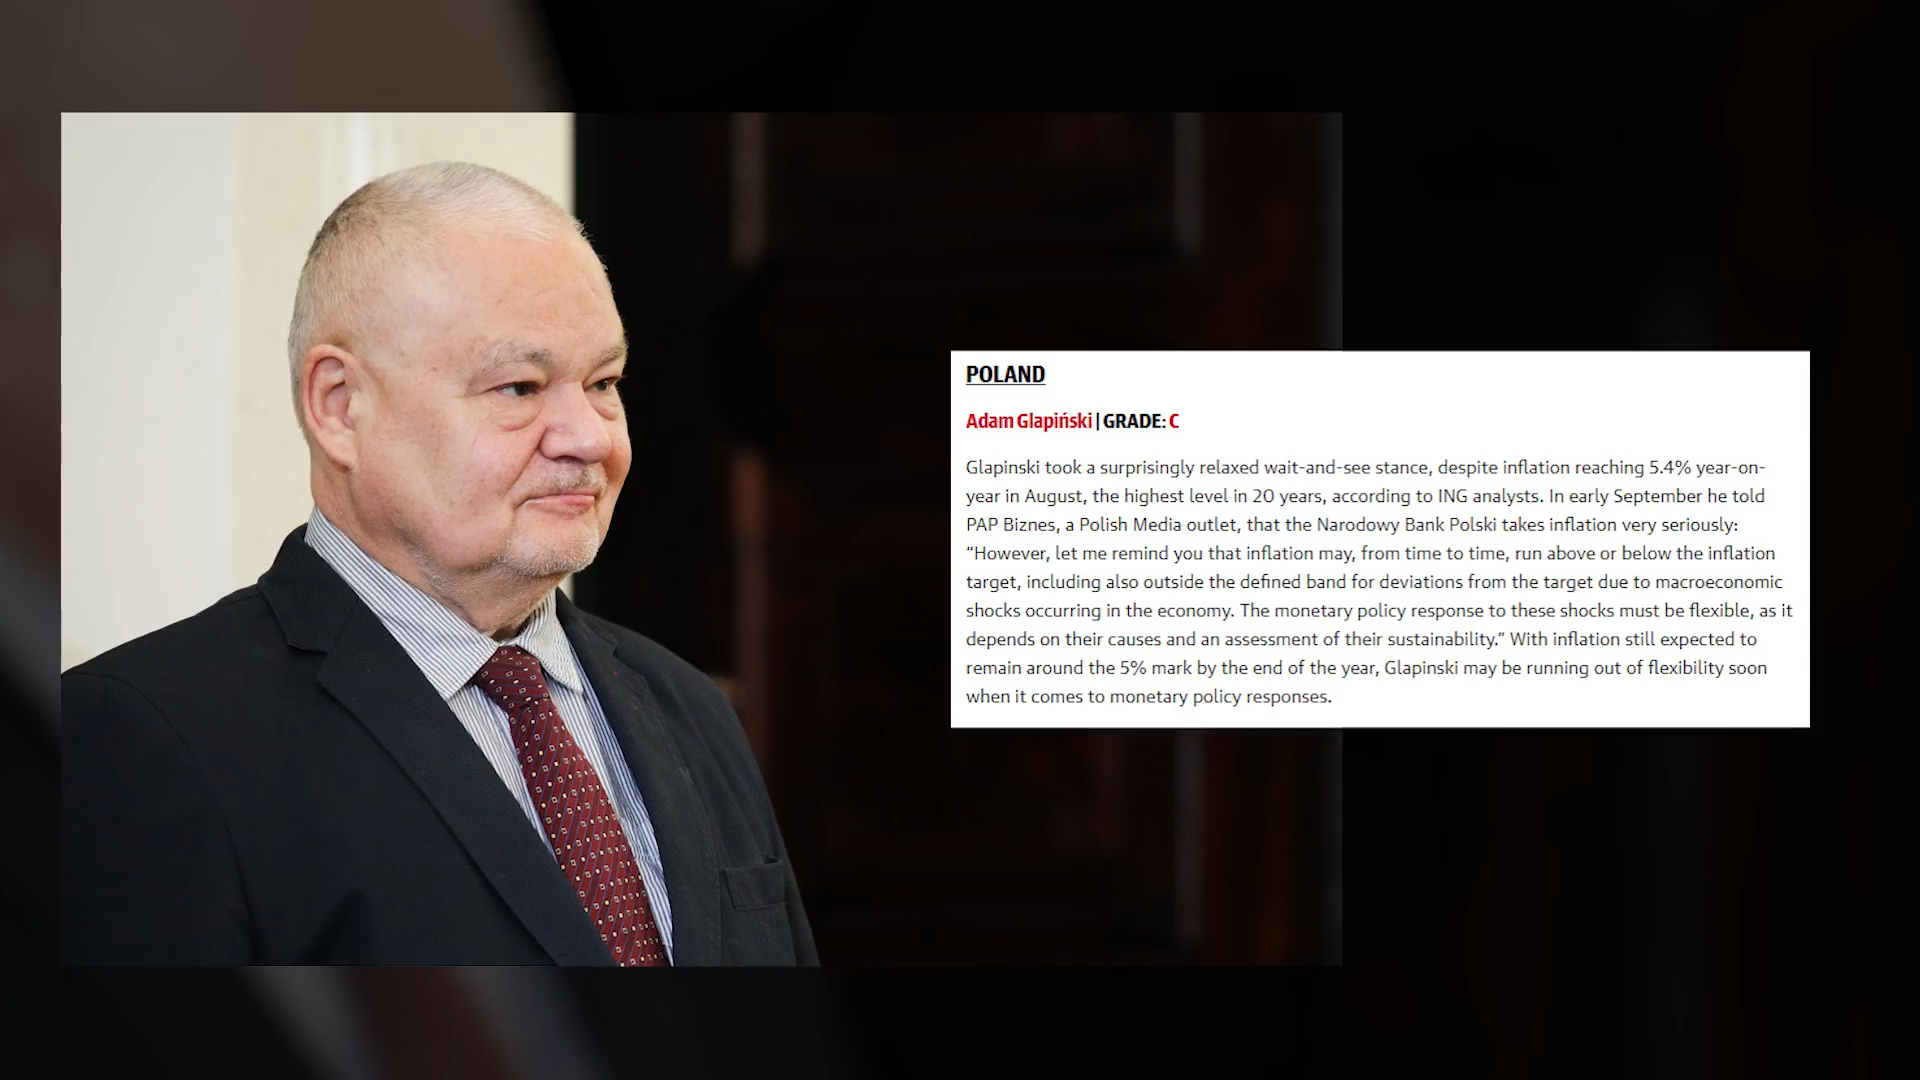 POLAND
Adam Glapiński | GRADE: C
Glapinski took a surprisingly relaxed wait-and-see stance, despite inflation reaching 5.4% year-on-
year in August, the highest level in 20 years, according to ING analysts. In early September he told
PAP Biznes, a Polish Media outlet, that the Narodowy Bank Polski takes inflation very seriously:
“However, let me remind you that inflation may, from time to time, run above or below the inflation
target, including also outside the defined band for deviations from the target due to macroeconomic
shocks occurring in the economy. The monetary policy response to these shocks must be flexible, as it
depends on their causes and an assessment of their sustainability.” With inflation still expected to
remain around the 5% mark by the end of the year, Glapinski may be running out of flexibility soon
when it comes to monetary policy responses.